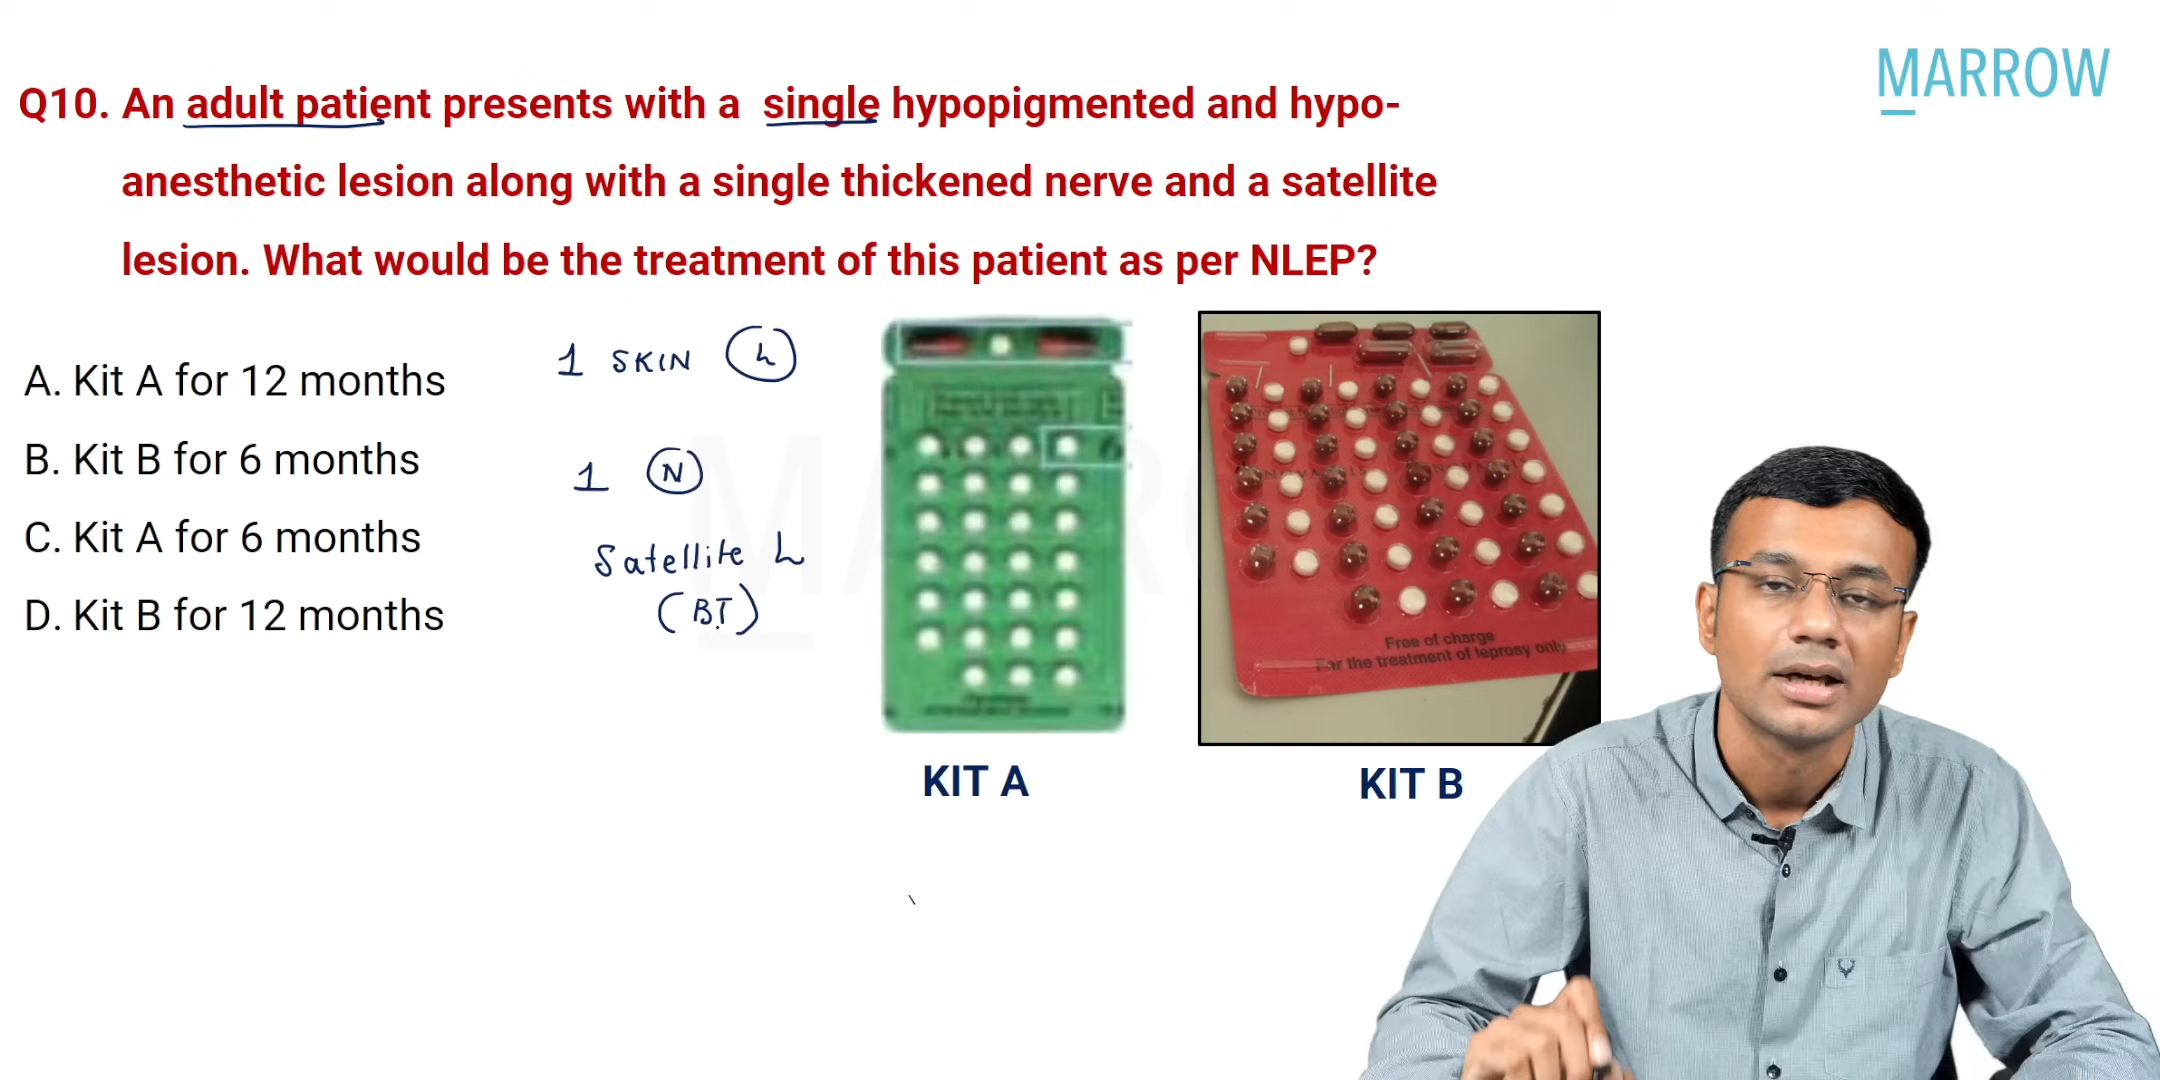 MARROW
Q10. An adult patient presents with a single hypopigmented and hypo-
anesthetic lesion along with a single thickened nerve and a satellite
lesion. What would be the treatment of this patient as per NLEP?
A. Kit A for 12 months
B. Kit B for 6 months
C. Kit A for 6 months
D. Kit B for 12 months
1 SKIN L
1 N
Satellite L
(BT)
Free of charge
For the treatment of leprosy only
KIT A
KIT B